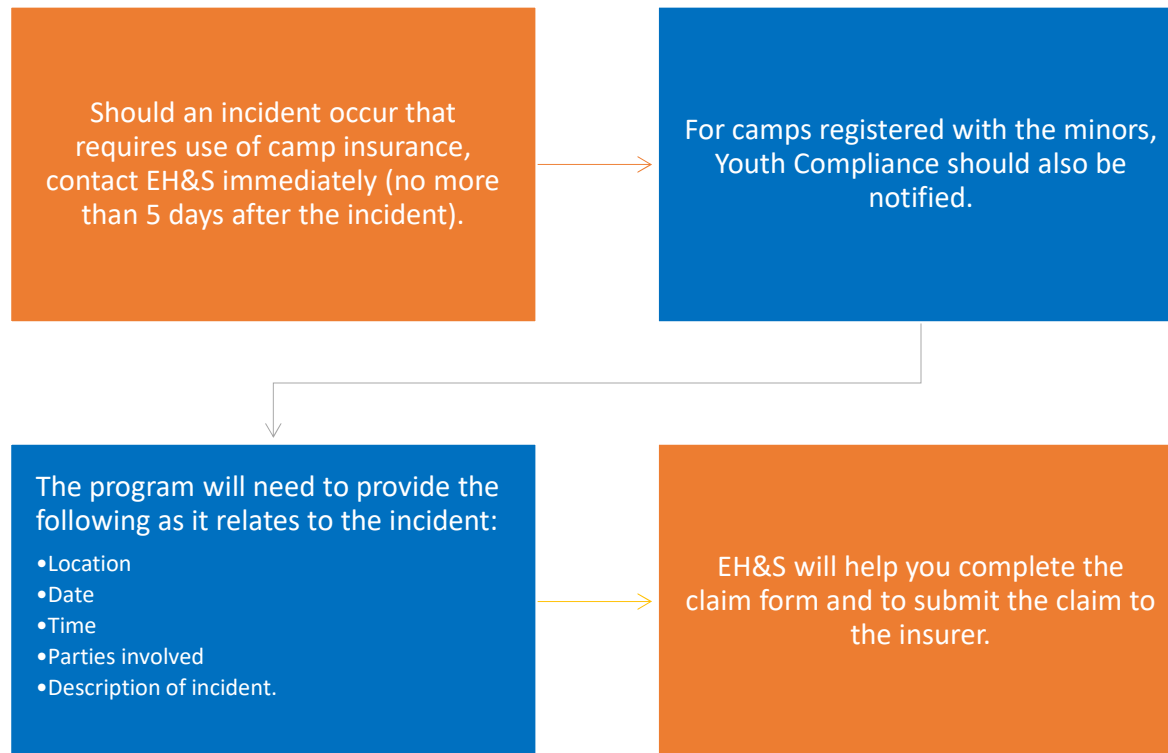 Should an incident occur that
requires use of camp insurance,
contact EH&S immediately (no more
than 5 days after the incident).
For camps registered with the minors,
Youth Compliance should also be
notified.
The program will need to provide the
following as it relates to the incident:
•Location
•Date
•Time
•Parties involved
•Description of incident.
EH&S will help you complete the
claim form and to submit the claim to
the insurer.